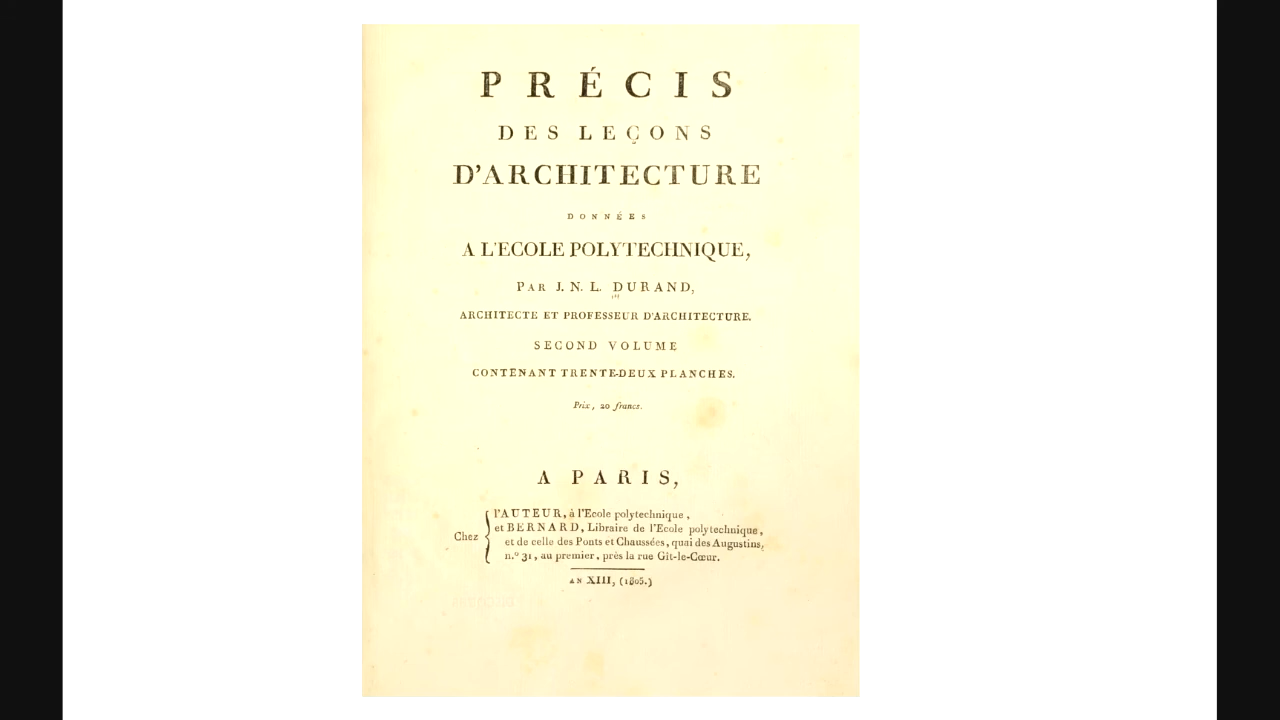 PRÉCIS
DES LEÇONS
D'ARCHITECTURE
DONNÉES
A L'ECOLE POLYTECHNIQUE,
PAR J. N. L. DURAND,
ARCHITECTE ET PROFESSEUR D'ARCHITECTURE.
SECOND VOLUME
CONTENANT TRENTE-DEUX PLANCHES.
Prix, 20 francs.
A PARIS,
Chez
l'AUTEUR, à l'Ecole polytechnique,
et BERNARD, Libraire de l'Ecole polytechnique,
et de celle des Ponts et Chaussées, quai des Augustins,
n.º 31, au premier, près la rue Git-le-Cœur.
AN XIII, (1805.)